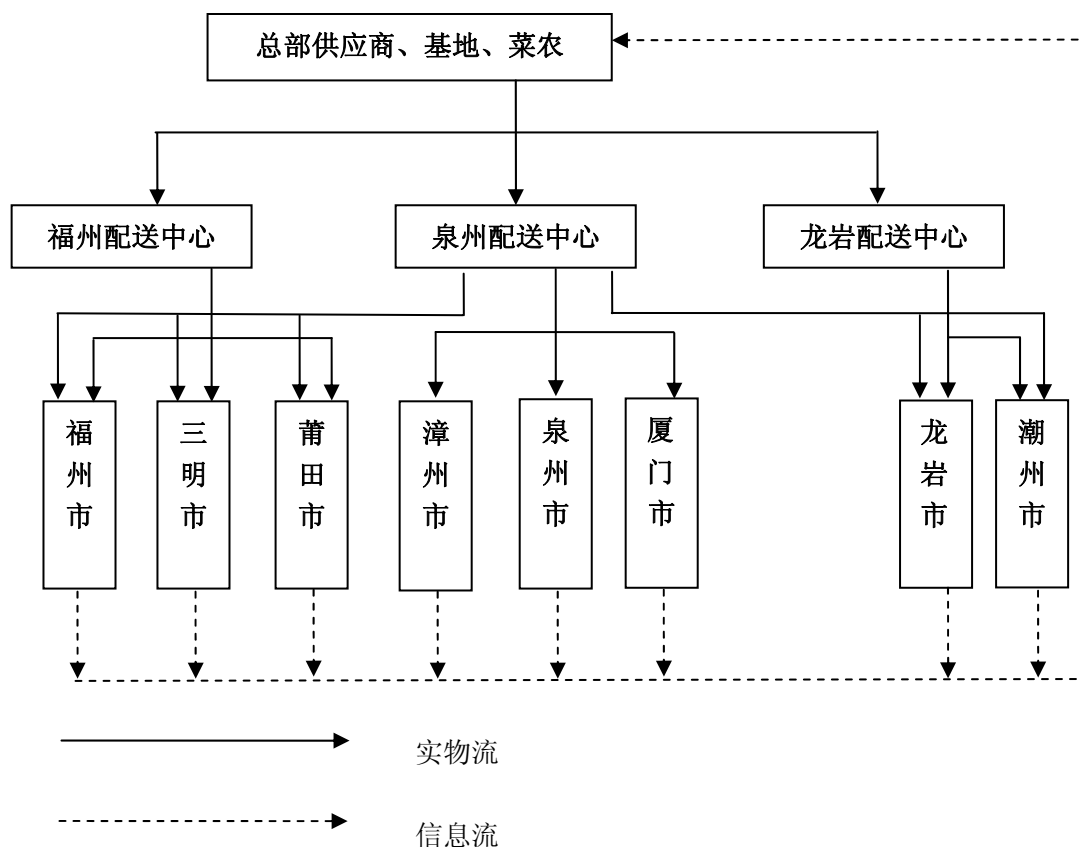 总部供应商、基地、菜农
福州配送中心
泉州配送中心
龙岩配送中心
福州市
三明市
莆田市
漳州市
泉州市
厦门市
龙岩市
潮州市
实物流
信息流